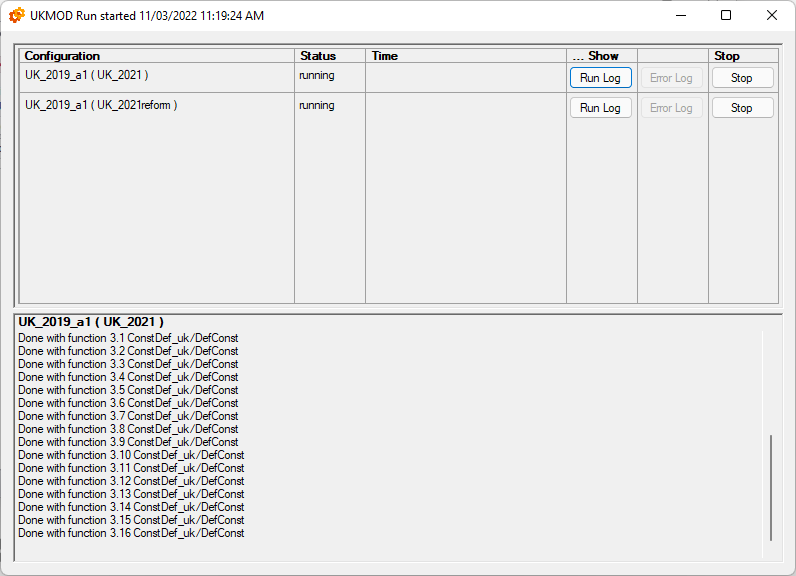 UKMOD Run started 11/03/2022 11:19:24 AM
Configuration Status Time ... Show Stop
UK_2019_a1 ( UK_2021 ) running Run Log Error Log Stop
UK_2019_a1 ( UK_2021reform ) running Run Log Error Log Stop
UK_2019_a1 ( UK_2021 )
Done with function 3.1 ConstDef_uk/DefConst
Done with function 3.2 ConstDef_uk/DefConst
Done with function 3.3 ConstDef_uk/DefConst
Done with function 3.4 ConstDef_uk/DefConst
Done with function 3.5 ConstDef_uk/DefConst
Done with function 3.6 ConstDef_uk/DefConst
Done with function 3.7 ConstDef_uk/DefConst
Done with function 3.8 ConstDef_uk/DefConst
Done with function 3.9 ConstDef_uk/DefConst
Done with function 3.10 ConstDef_uk/DefConst
Done with function 3.11 ConstDef_uk/DefConst
Done with function 3.12 ConstDef_uk/DefConst
Done with function 3.13 ConstDef_uk/DefConst
Done with function 3.14 ConstDef_uk/DefConst
Done with function 3.15 ConstDef_uk/DefConst
Done with function 3.16 ConstDef_uk/DefConst